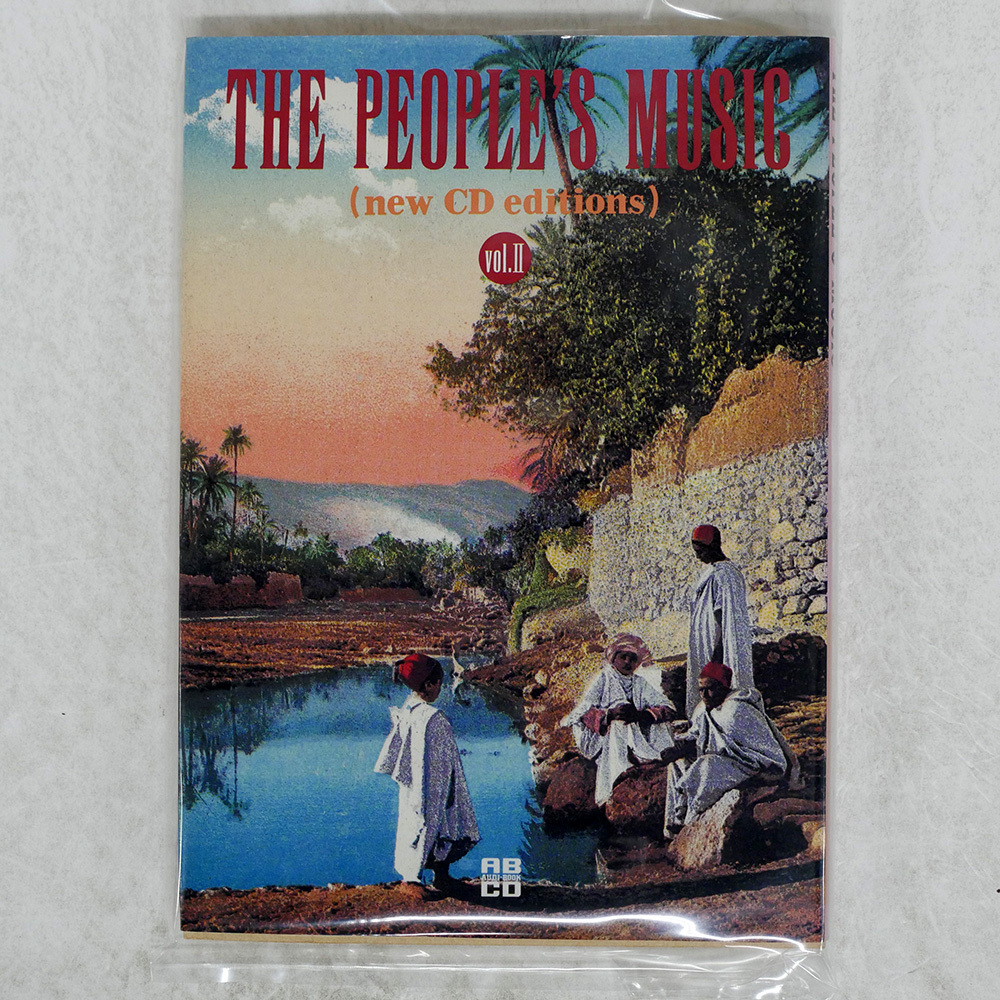 THE PEOPLE'S MUSIC
(new CD editions)
vol.II
AB
AUDI-BOOK
CD